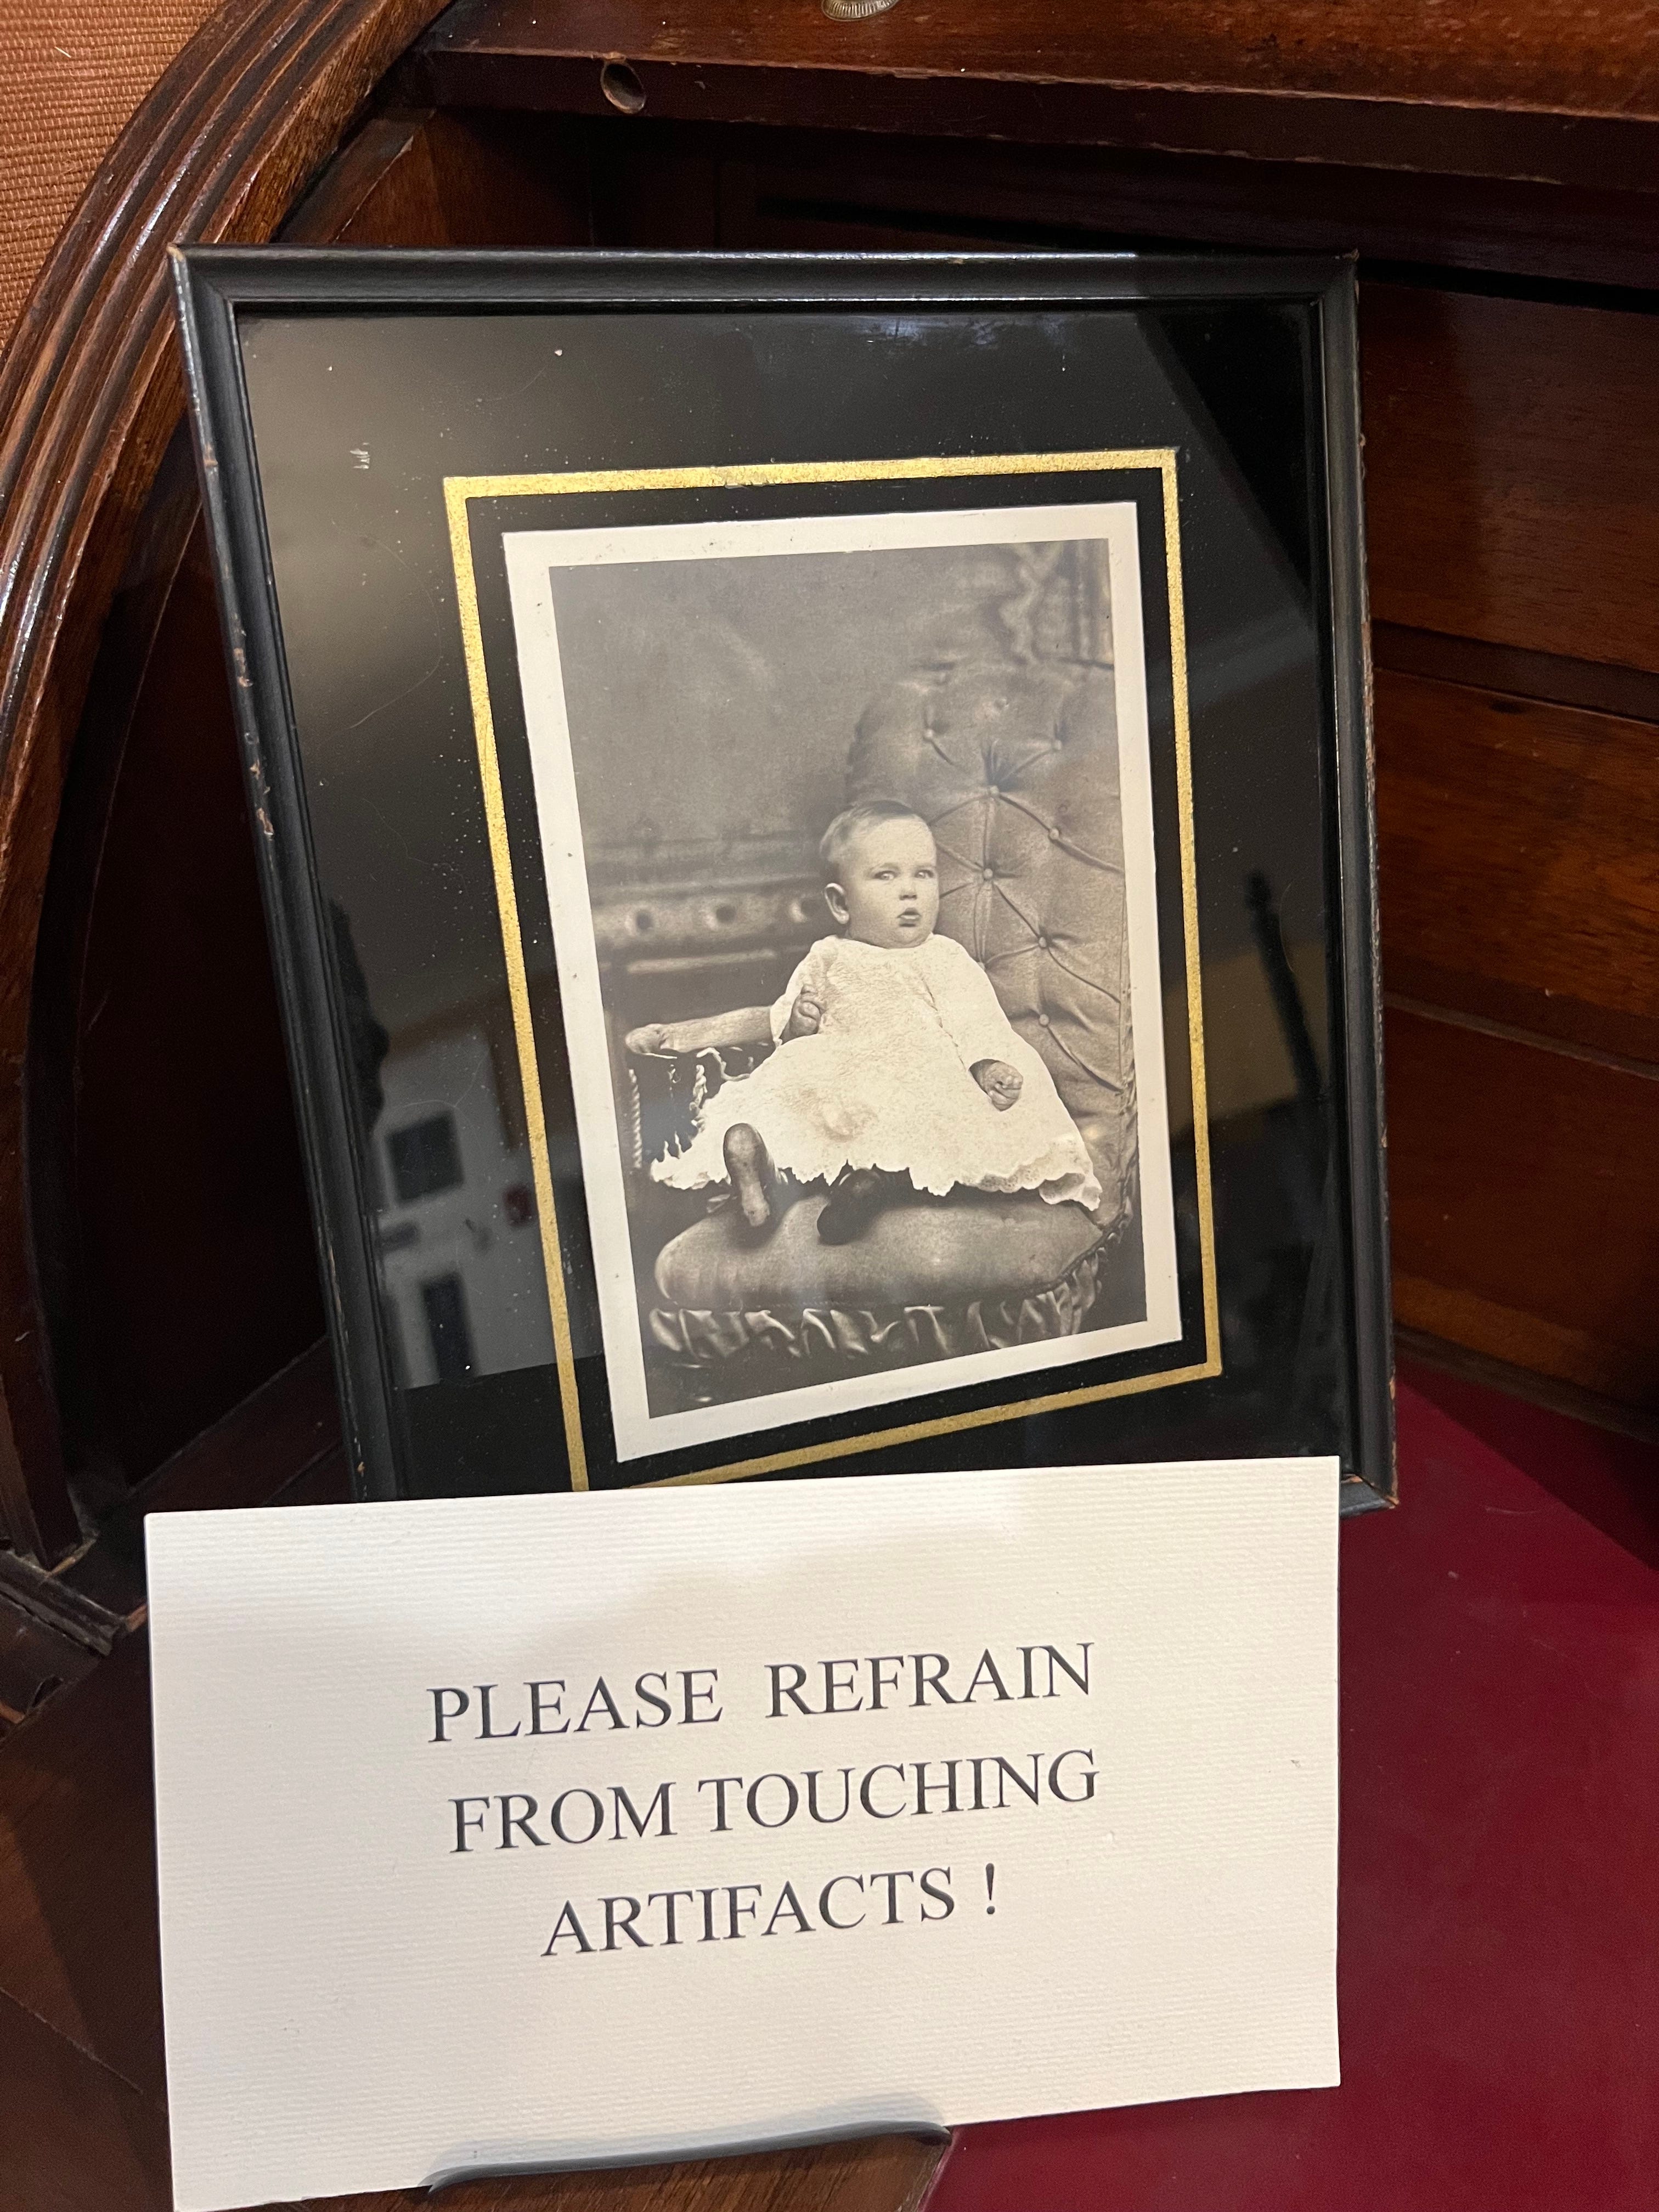 PLEASE REFRAIN
FROM TOUCHING
ARTIFACTS !